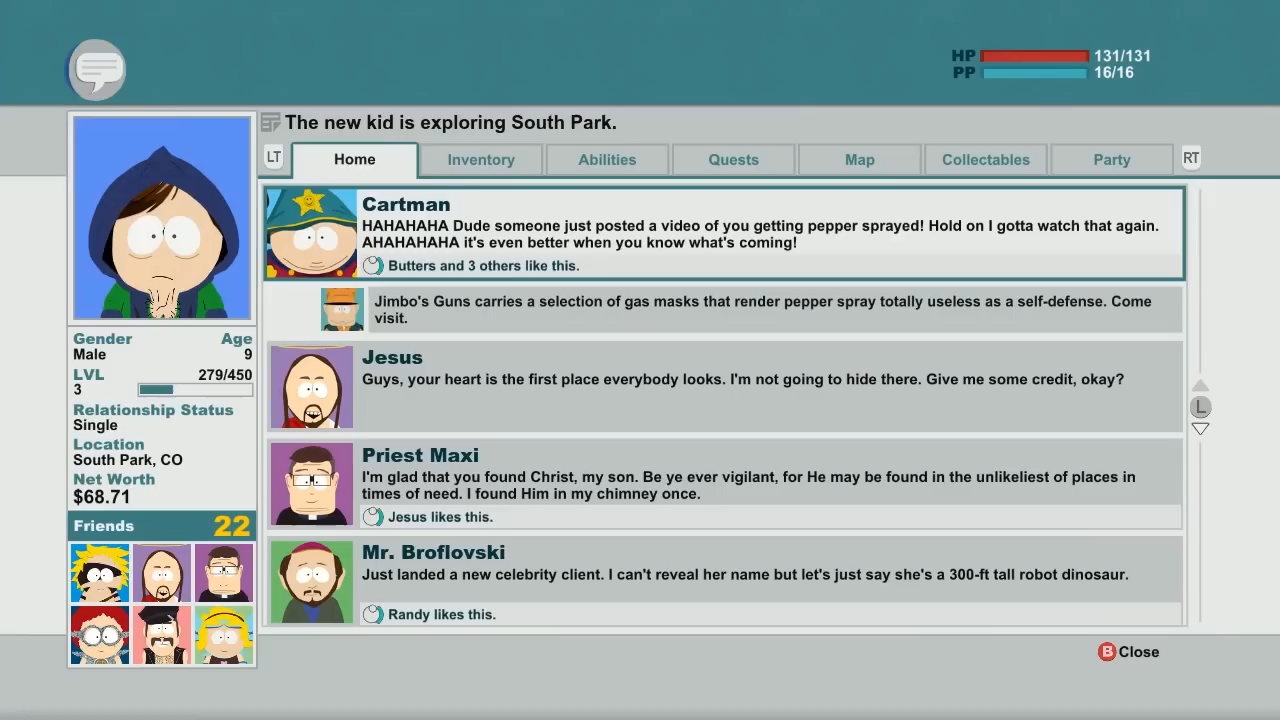 HP 131/131
PP 16/16
The new kid is exploring South Park.
LT Home Inventory Abilities Quests Map Collectables Party RT
Gender Age
Male 9
LVL 279/450
3
Relationship Status
Single
Location
South Park, CO
Net Worth
$68.71
Friends 22
Cartman
HAHAHAHA Dude someone just posted a video of you getting pepper sprayed! Hold on I gotta watch that again.
AHAHAHAHA it's even better when you know what's coming!
Butters and 3 others like this.
Jimbo's Guns carries a selection of gas masks that render pepper spray totally useless as a self-defense. Come
visit.
Jesus
Guys, your heart is the first place everybody looks. I'm not going to hide there. Give me some credit, okay?
Priest Maxi
I'm glad that you found Christ, my son. Be ye ever vigilant, for He may be found in the unlikeliest of places in
times of need. I found Him in my chimney once.
Jesus likes this.
Mr. Broflovski
Just landed a new celebrity client. I can't reveal her name but let's just say she's a 300-ft tall robot dinosaur.
Randy likes this.
L
B Close